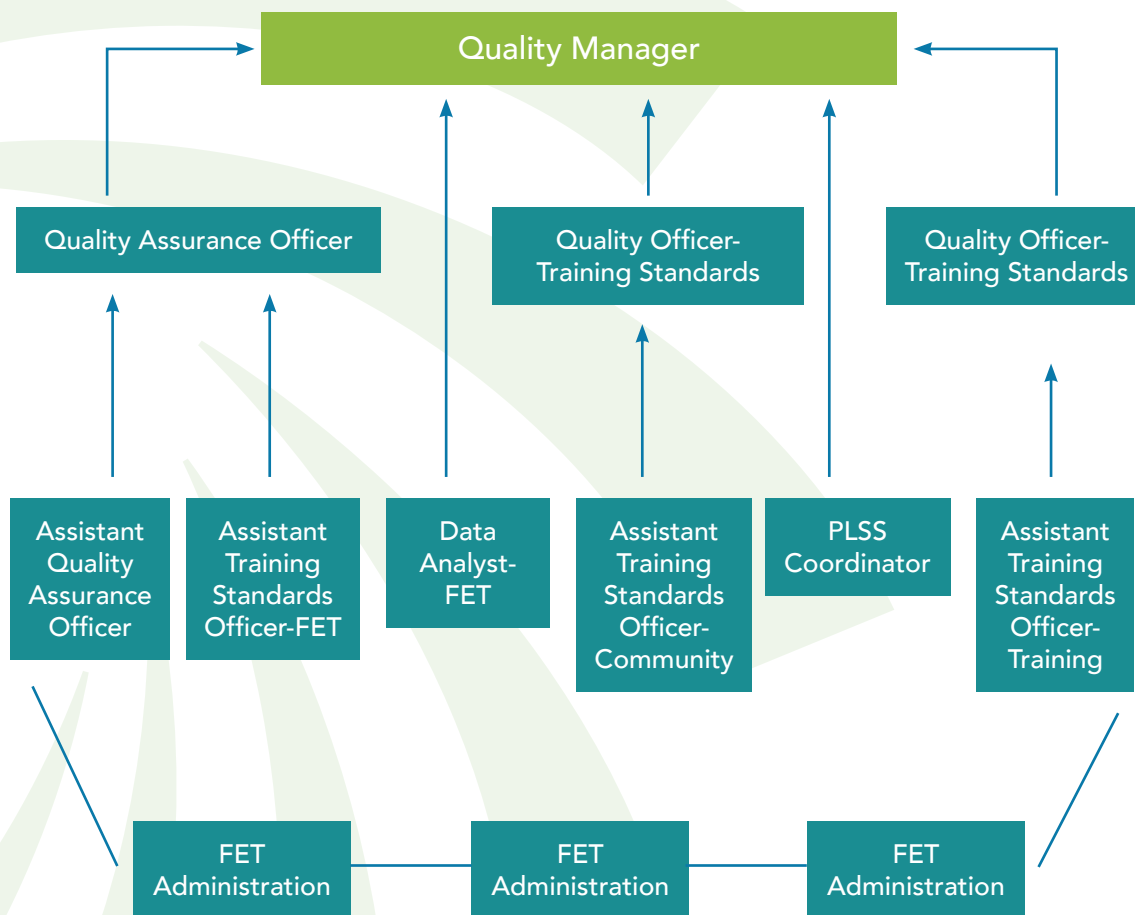 Quality Manager
Quality Assurance Officer
Quality Officer-
Training Standards
Quality Officer-
Training Standards
Assistant
Quality
Assurance
Officer
Assistant
Training
Standards
Officer-FET
Data
Analyst-
FET
Assistant
Training
Standards
Officer-
Community
PLSS
Coordinator
Assistant
Training
Standards
Officer-
Training
FET
Administration
FET
Administration
FET
Administration